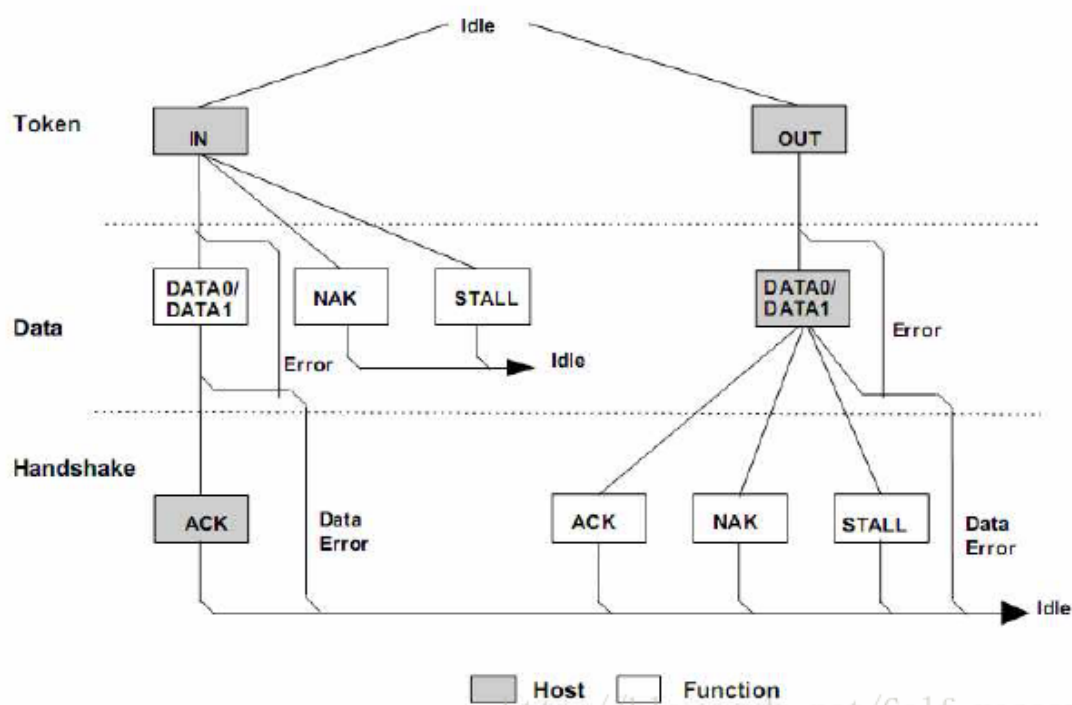 Idle
Token
IN
OUT
DATA0/
DATA1
NAK
STALL
DATA0/
DATA1
Data
Error
Idle
Error
Handshake
ACK
Data
Error
ACK
NAK
STALL
Data
Error
Idle
Host
Function